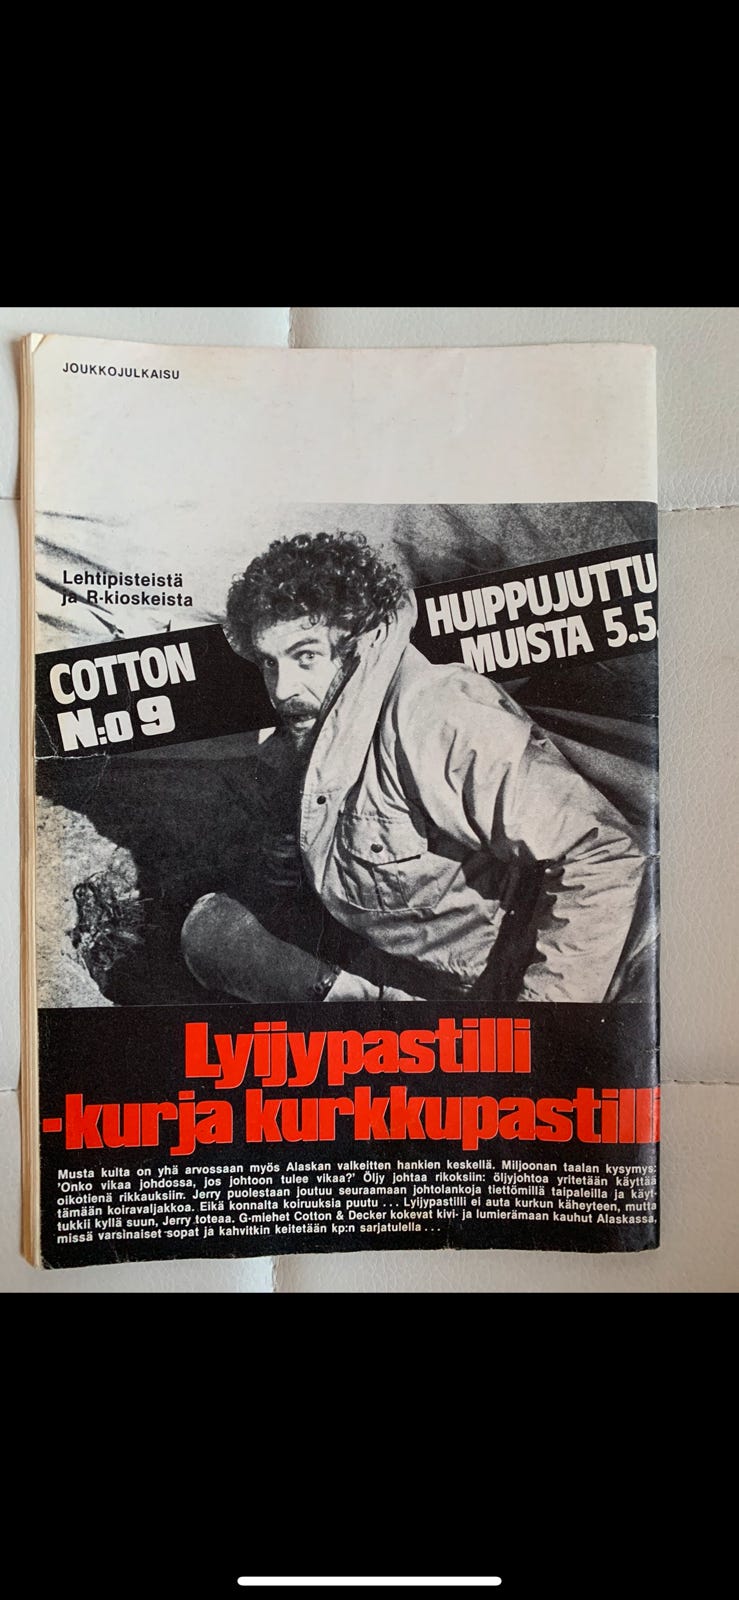 JOUKKOJULKAISU
Lehtipisteistä
ja R-kioskeista
COTTON
N:o 9
HUIPPUJUTTU
MUISTA 5.5.
Lyijypastilli
-kurja kurkkupastilli
Musta kulta on yhä arvossaan myös Alaskan valkeitten hankien keskellä. Miljoonan taalan kysymys:
'Onko vikaa johdossa, jos johtoon tulee vikaa?' Öljy johtaa rikoksiin: öljyjohtoa yritetään käyttää
oikotienä rikkauksiin. Jerry puolestaan joutuu seuraamaan johtolankoja tiettömillä taipaleilla ja käyt-
tämään koiravaljakkoa. Eikä konnalta koiruuksia puutu ... Lyijypastilli ei auta kurkun käheyteen, mutta
tukkii kyllä suun, Jerry toteaa. G-miehet Cotton & Decker kokevat kivi- ja lumierämaan kauhut Alaskassa,
missä varsinaiset sopat ja kahvitkin keitetään kp:n sarjatulella ...